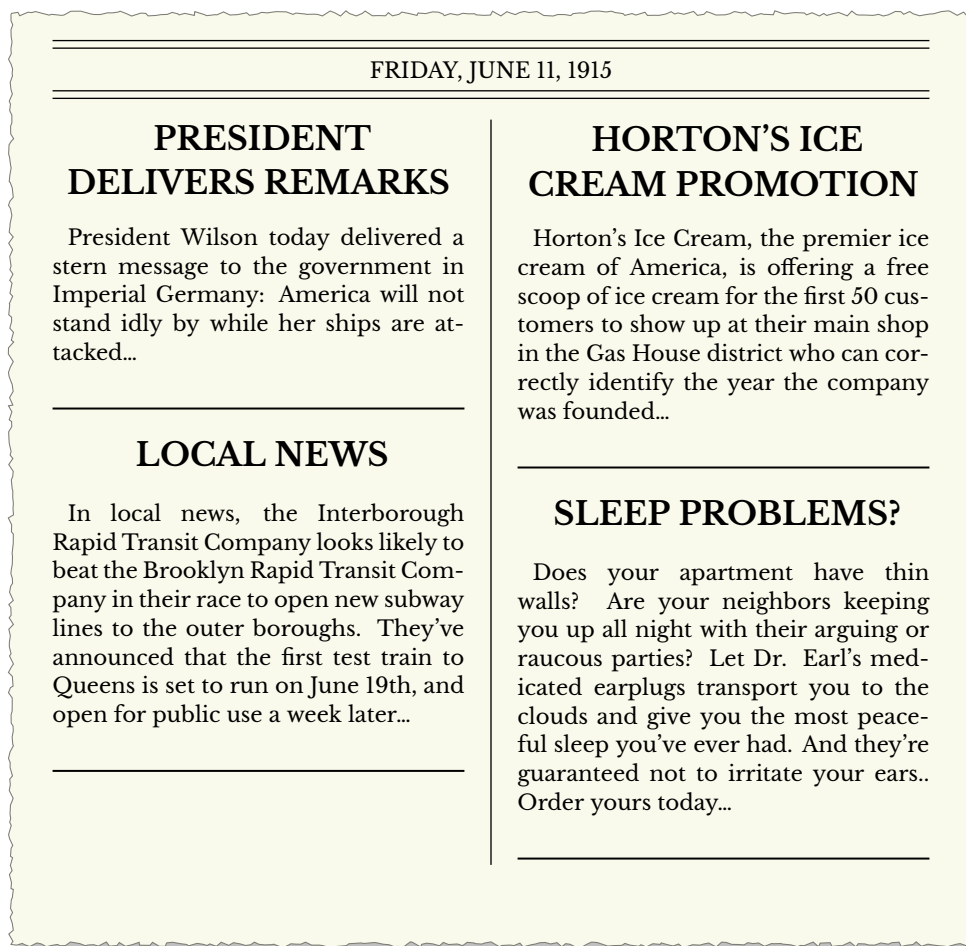 FRIDAY, JUNE 11, 1915
PRESIDENT
DELIVERS REMARKS
President Wilson today delivered a
stern message to the government in
Imperial Germany: America will not
stand idly by while her ships are at-
tacked...
LOCAL NEWS
In local news, the Interborough
Rapid Transit Company looks likely to
beat the Brooklyn Rapid Transit Com-
pany in their race to open new subway
lines to the outer boroughs. They've
announced that the first test train to
Queens is set to run on June 19th, and
open for public use a week later...
HORTON'S ICE
CREAM PROMOTION
Horton's Ice Cream, the premier ice
cream of America, is offering a free
scoop of ice cream for the first 50 cus-
tomers to show up at their main shop
in the Gas House district who can cor-
rectly identify the year the company
was founded...
SLEEP PROBLEMS?
Does your apartment have thin
walls? Are your neighbors keeping
you up all night with their arguing or
raucous parties? Let Dr. Earl's med-
icated earplugs transport you to the
clouds and give you the most peace-
ful sleep you've ever had. And they're
guaranteed not to irritate your ears..
Order yours today...